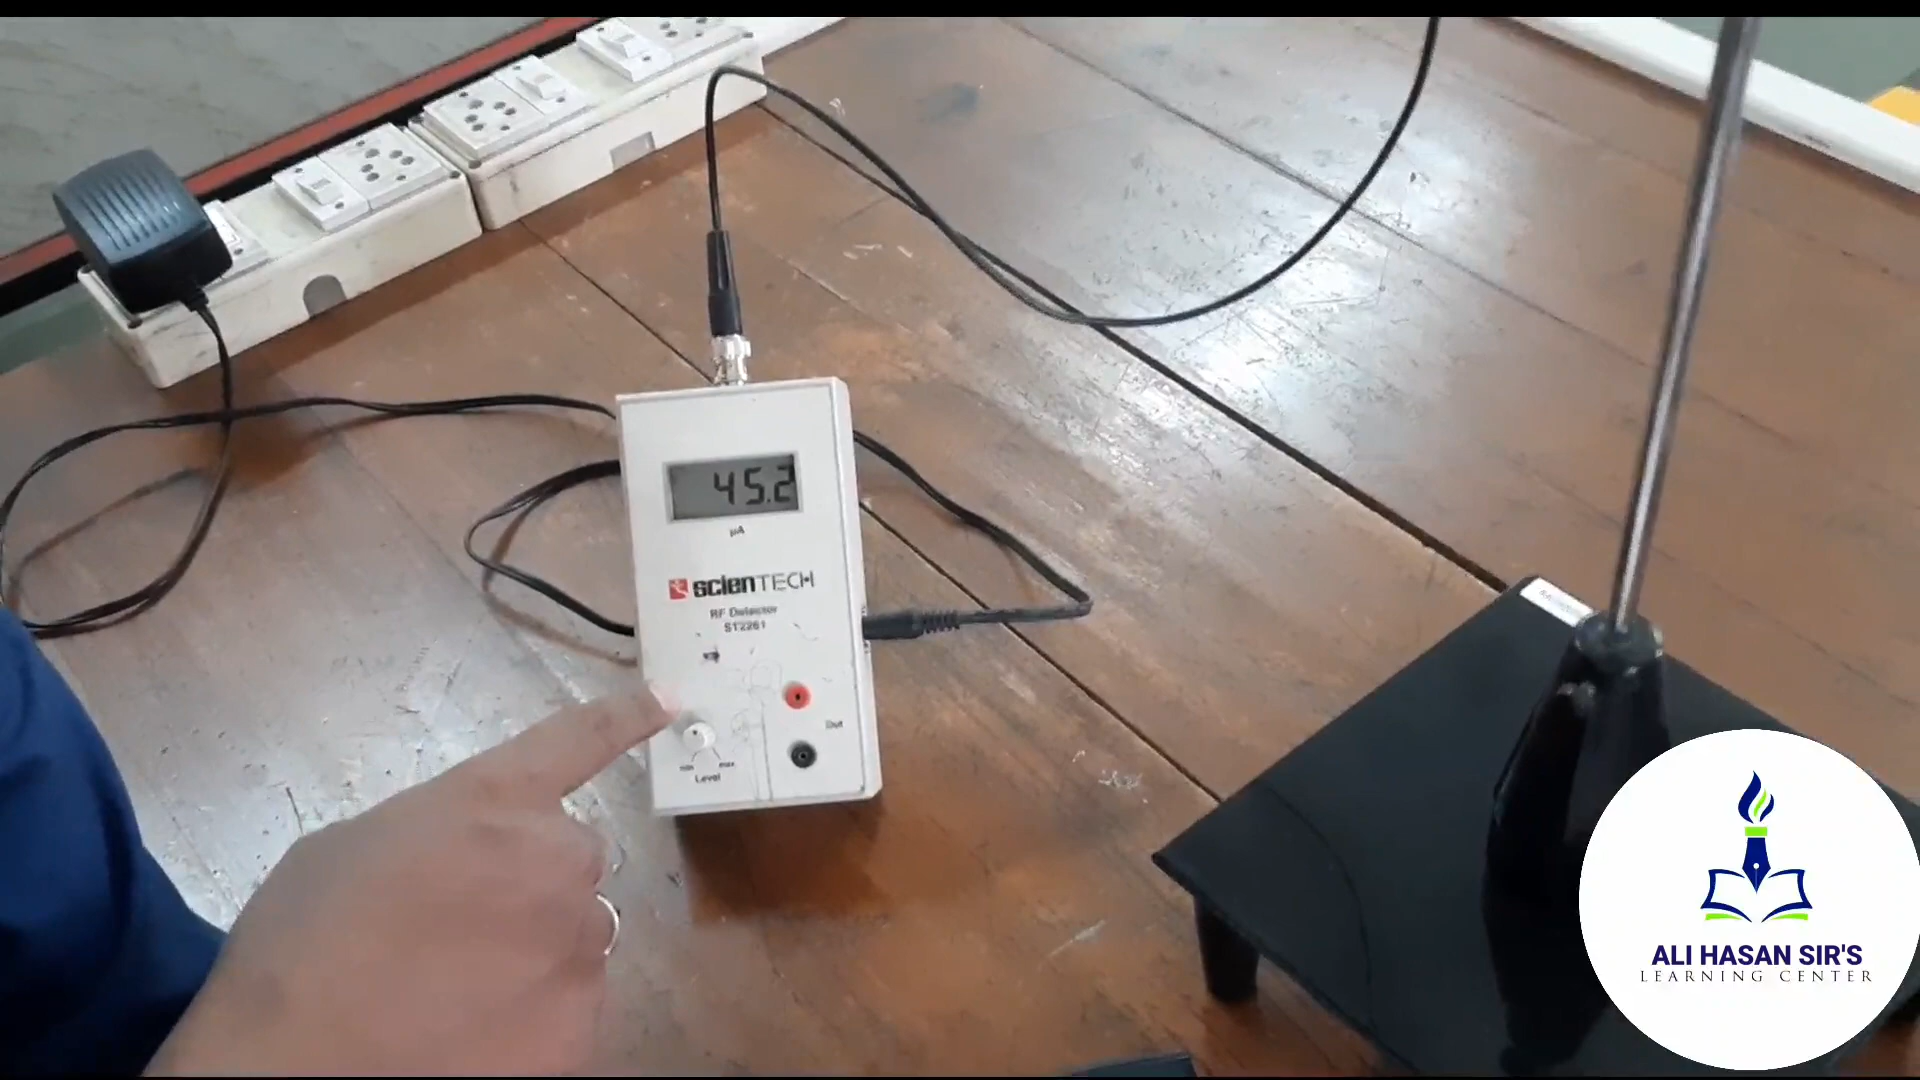 45.2
µA
scienTECH
RF Detector
ST2261
Out
min max
Level
ALI HASAN SIR'S
LEARNING CENTER